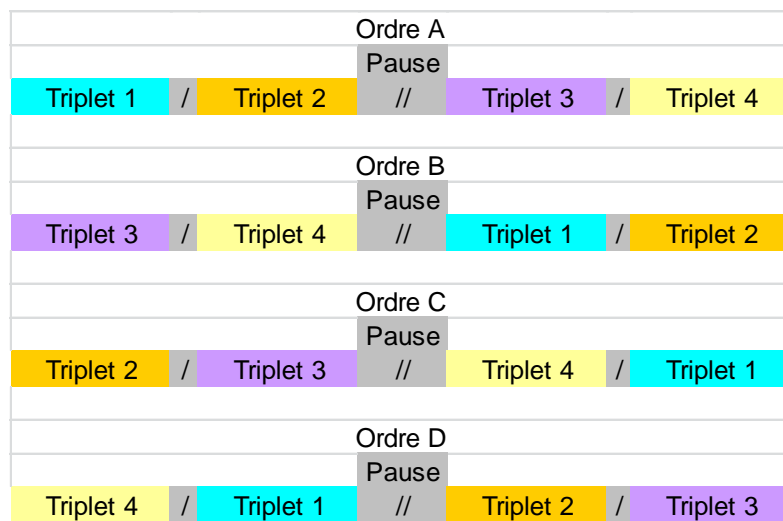 Ordre A
Pause
Triplet 1 / Triplet 2 // Triplet 3 / Triplet 4
Ordre B
Pause
Triplet 3 / Triplet 4 // Triplet 1 / Triplet 2
Ordre C
Pause
Triplet 2 / Triplet 3 // Triplet 4 / Triplet 1
Ordre D
Pause
Triplet 4 / Triplet 1 // Triplet 2 / Triplet 3